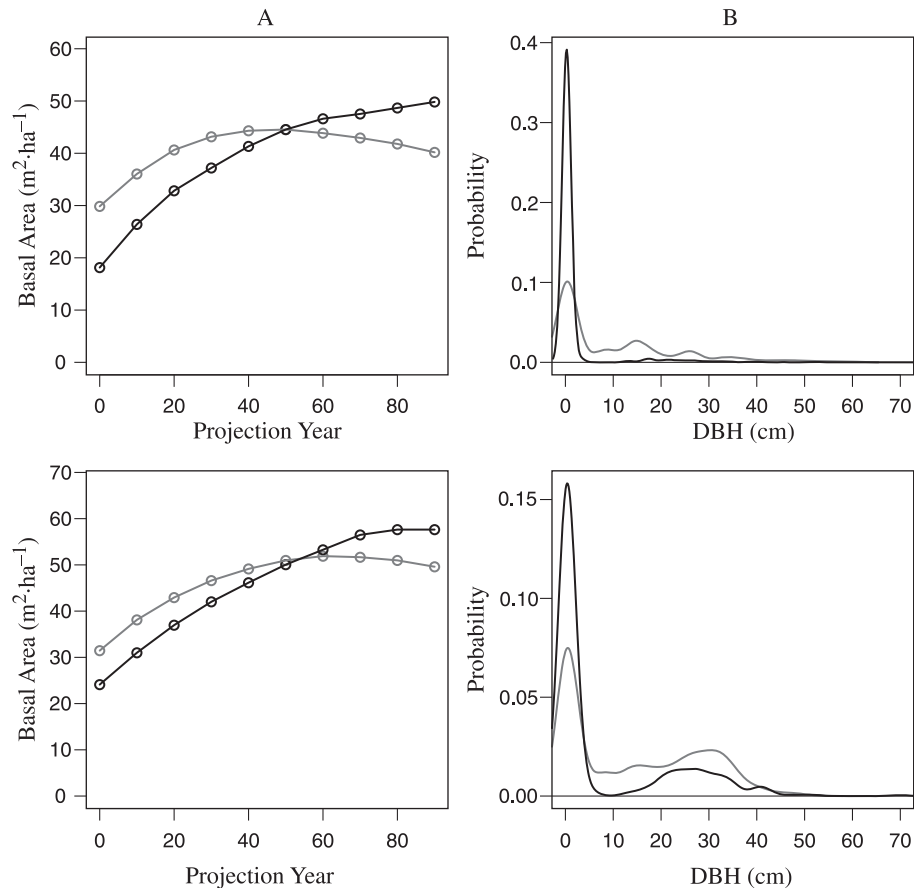 A
60
50
40
30
20
10
0
Basal Area (m²·ha⁻¹)
0 20 40 60 80
Projection Year
B
0.4
0.3
0.2
0.1
0.0
Probability
0 10 20 30 40 50 60 70
DBH (cm)
70
60
50
40
30
20
10
0
Basal Area (m²·ha⁻¹)
0 20 40 60 80
Projection Year
0.15
0.10
0.05
0.00
Probability
0 10 20 30 40 50 60 70
DBH (cm)